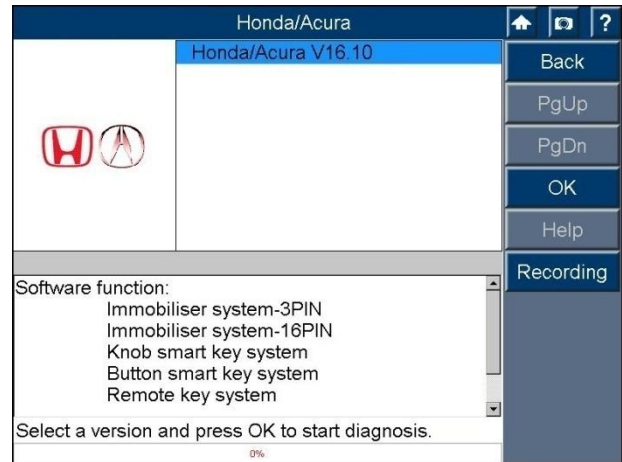 Honda/Acura
?
Honda/Acura V16.10
Back
PgUp
PgDn
OK
Help
Recording
Software function:
Immobiliser system-3PIN
Immobiliser system-16PIN
Knob smart key system
Button smart key system
Remote key system
Select a version and press OK to start diagnosis.
0%